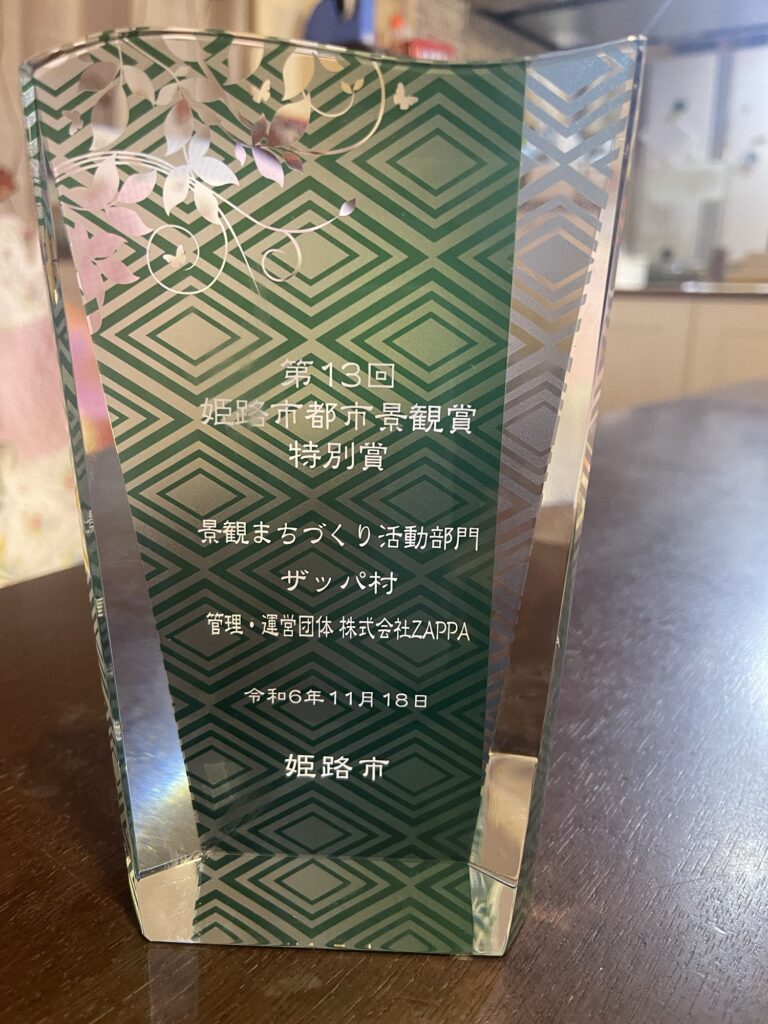 第13回
姫路市都市景観賞
特別賞
景観まちづくり活動部門
ザッパ村
管理・運営団体 株式会社ZAPPA
令和6年11月18日
姫路市